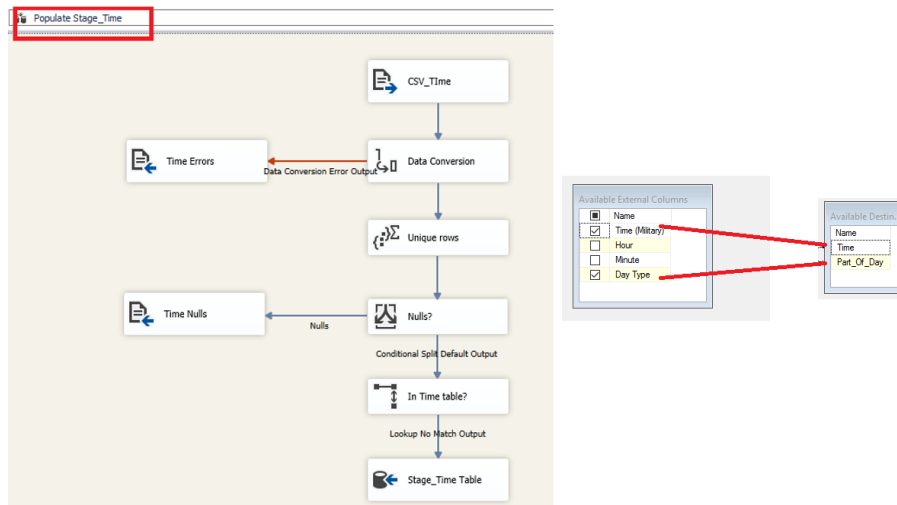 Populate Stage_Time
CSV_TIme
Time Errors
Data Conversion Error Output
Data Conversion
Unique rows
Time Nulls
Nulls
Nulls?
Conditional Split Default Output
In Time table?
Lookup No Match Output
Stage_Time Table
Available External Columns
Name
Time (Military)
Hour
Minute
Day Type
Available Destin...
Name
Time
Part_Of_Day